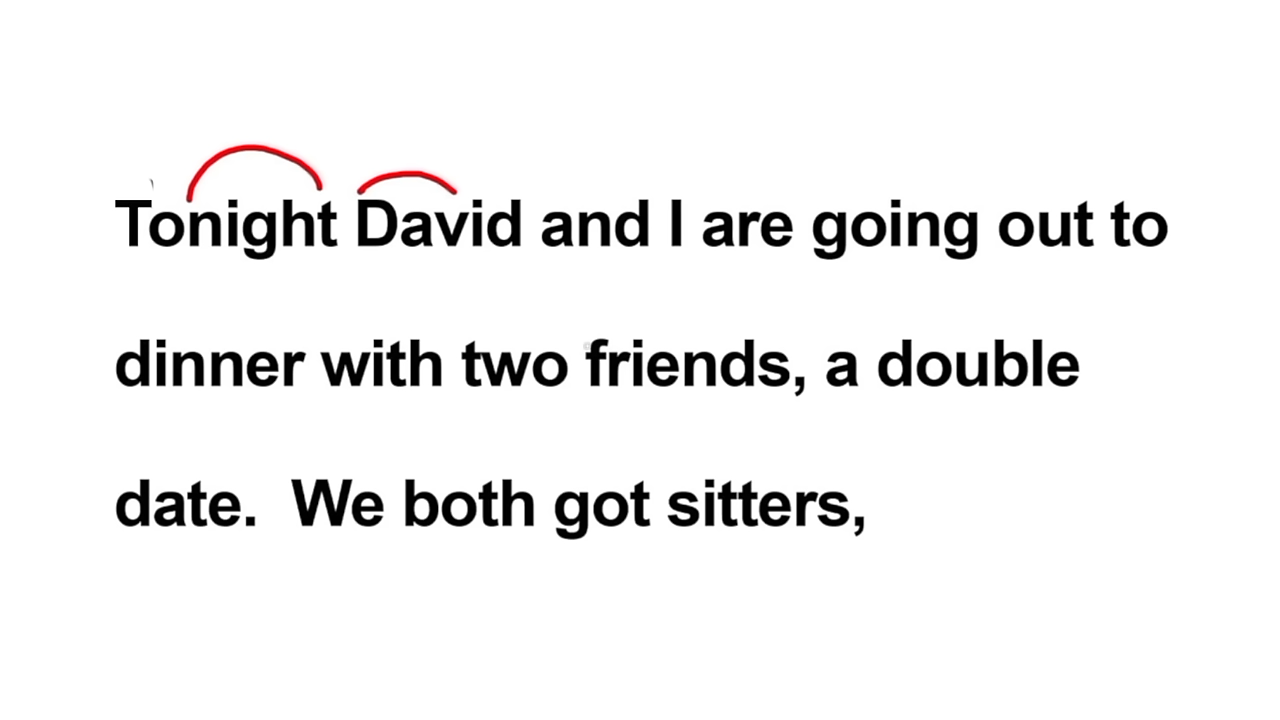 Tonight David and I are going out to
dinner with two friends, a double
date.  We both got sitters,